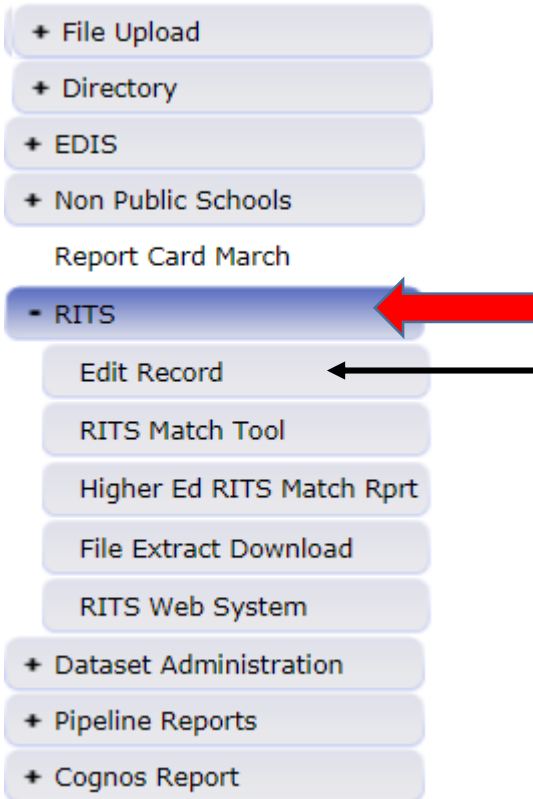 + File Upload
+ Directory
+ EDIS
+ Non Public Schools
Report Card March
- RITS
Edit Record
RITS Match Tool
Higher Ed RITS Match Rprt
File Extract Download
RITS Web System
+ Dataset Administration
+ Pipeline Reports
+ Cognos Report